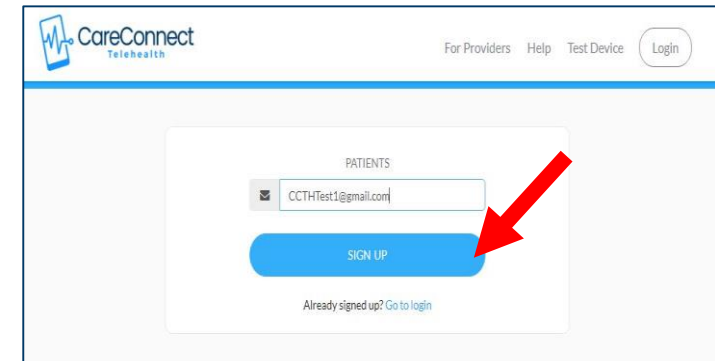 CareConnect
Telehealth
For Providers Help Test Device Login
PATIENTS
CCTHTest1@gmail.com
SIGN UP
Already signed up? Go to login